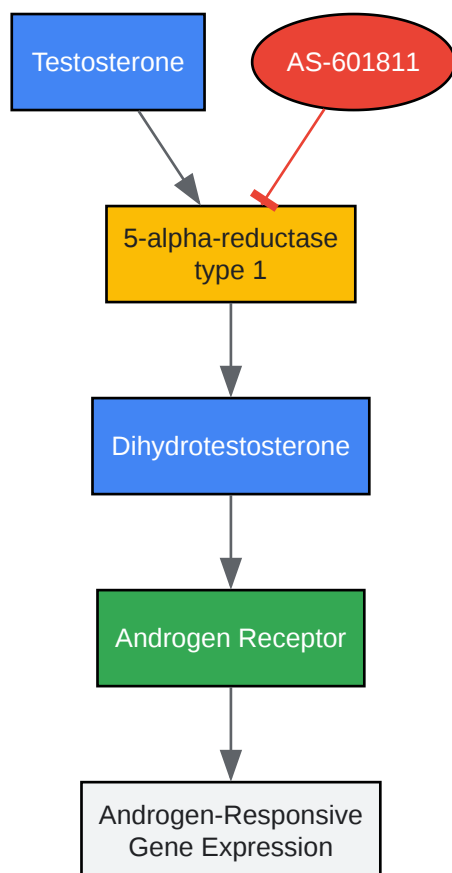 Testosterone
AS-601811
5-alpha-reductase
type 1
Dihydrotestosterone
Androgen Receptor
Androgen-Responsive
Gene Expression